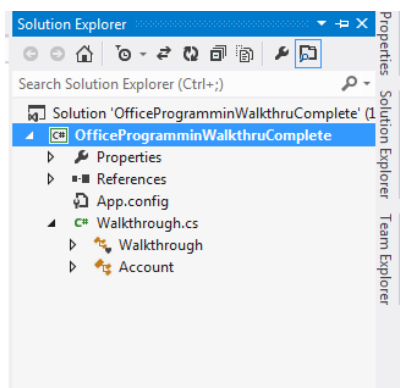 Solution Explorer
Search Solution Explorer (Ctrl+;)
Solution 'OfficeProgramminWalkthruComplete' (1
C# OfficeProgramminWalkthruComplete
Properties
References
App.config
C# Walkthrough.cs
Walkthrough
Account
Properties
Solution Explorer
Team Explorer